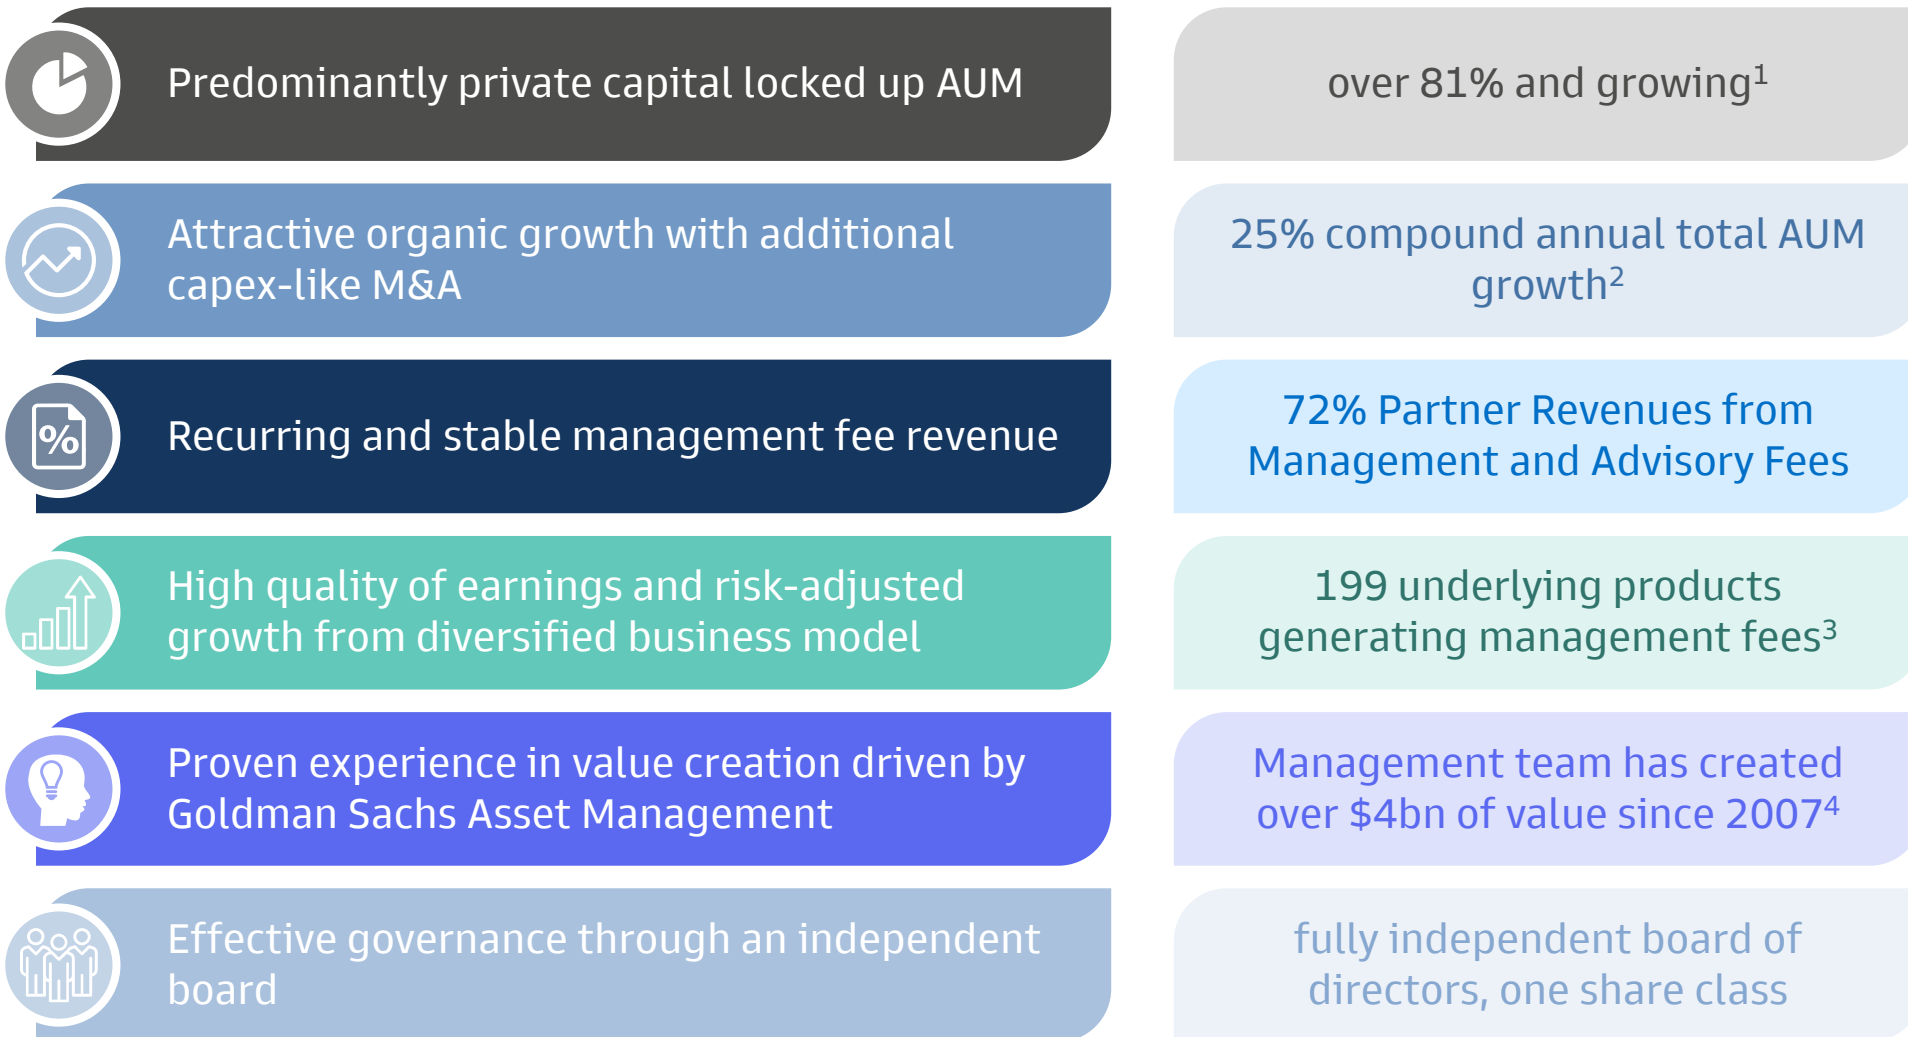 Predominantly private capital locked up AUM
over 81% and growing¹
Attractive organic growth with additional
capex-like M&A
25% compound annual total AUM
growth²
%
Recurring and stable management fee revenue
72% Partner Revenues from
Management and Advisory Fees
High quality of earnings and risk-adjusted
growth from diversified business model
199 underlying products
generating management fees³
Proven experience in value creation driven by
Goldman Sachs Asset Management
Management team has created
over $4bn of value since 2007⁴
Effective governance through an independent
board
fully independent board of
directors, one share class